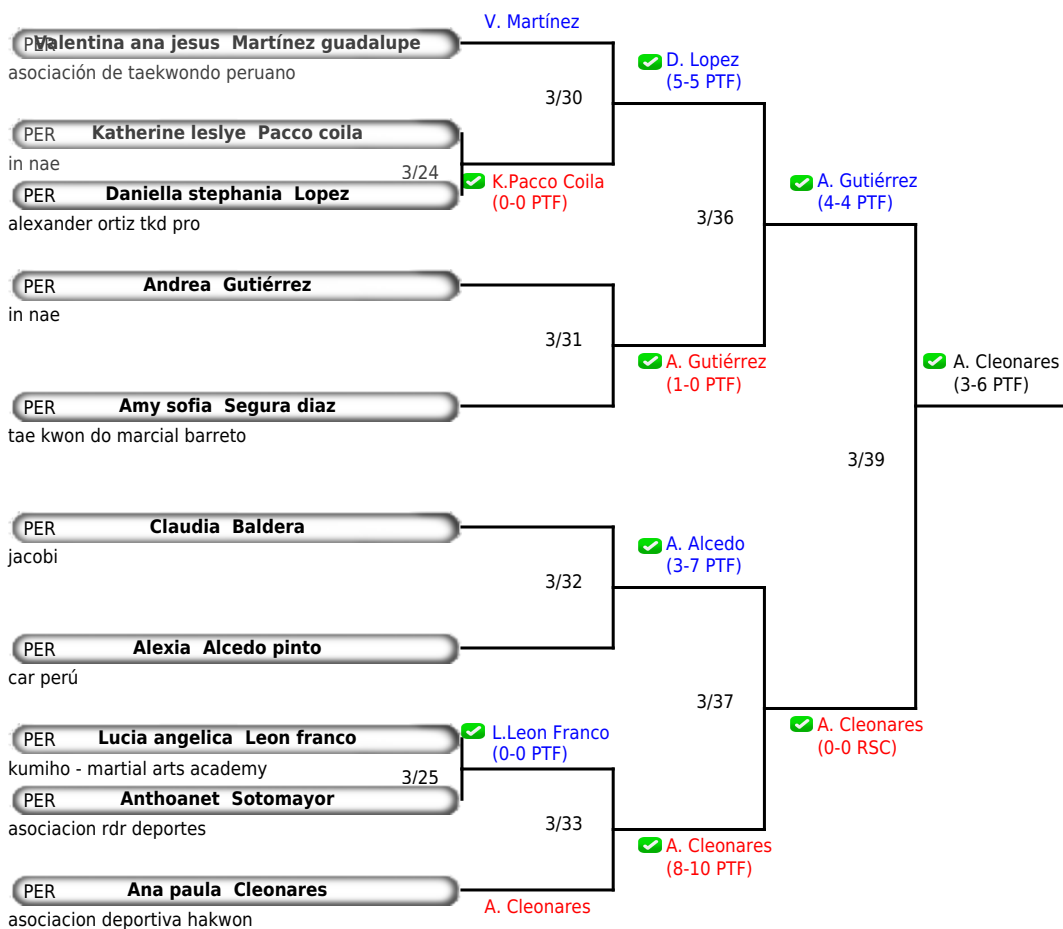 V. Martínez
PER Valentina ana jesus Martínez guadalupe
asociación de taekwondo peruano
D. Lopez
(5-5 PTF)
3/30
PER Katherine leslye Pacco coila
in nae
3/24
K.Pacco Coila
(0-0 PTF)
PER Daniella stephania Lopez
alexander ortiz tkd pro
A. Gutiérrez
(4-4 PTF)
3/36
PER Andrea Gutiérrez
in nae
3/31
A. Gutiérrez
(1-0 PTF)
A. Cleonares
(3-6 PTF)
PER Amy sofia Segura diaz
tae kwon do marcial barreto
3/39
PER Claudia Baldera
jacobi
A. Alcedo
(3-7 PTF)
3/32
PER Alexia Alcedo pinto
car perú
3/37
A. Cleonares
(0-0 RSC)
PER Lucia angelica Leon franco
kumiho - martial arts academy
L.Leon Franco
(0-0 PTF)
3/25
PER Anthoanet Sotomayor
asociacion rdr deportes
3/33
A. Cleonares
(8-10 PTF)
PER Ana paula Cleonares
asociacion deportiva hakwon
A. Cleonares